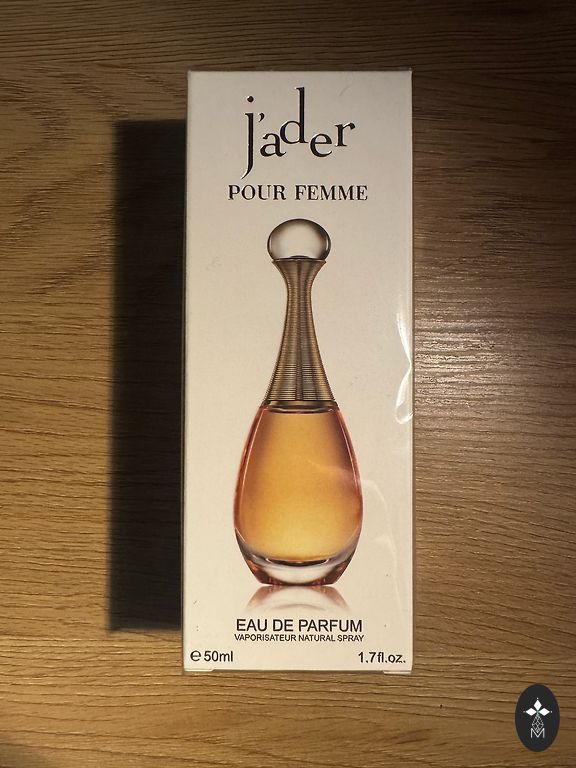 j'ader
POUR FEMME
EAU DE PARFUM
VAPORISATEUR NATURAL SPRAY
℮50ml 1.7fl.oz.
M